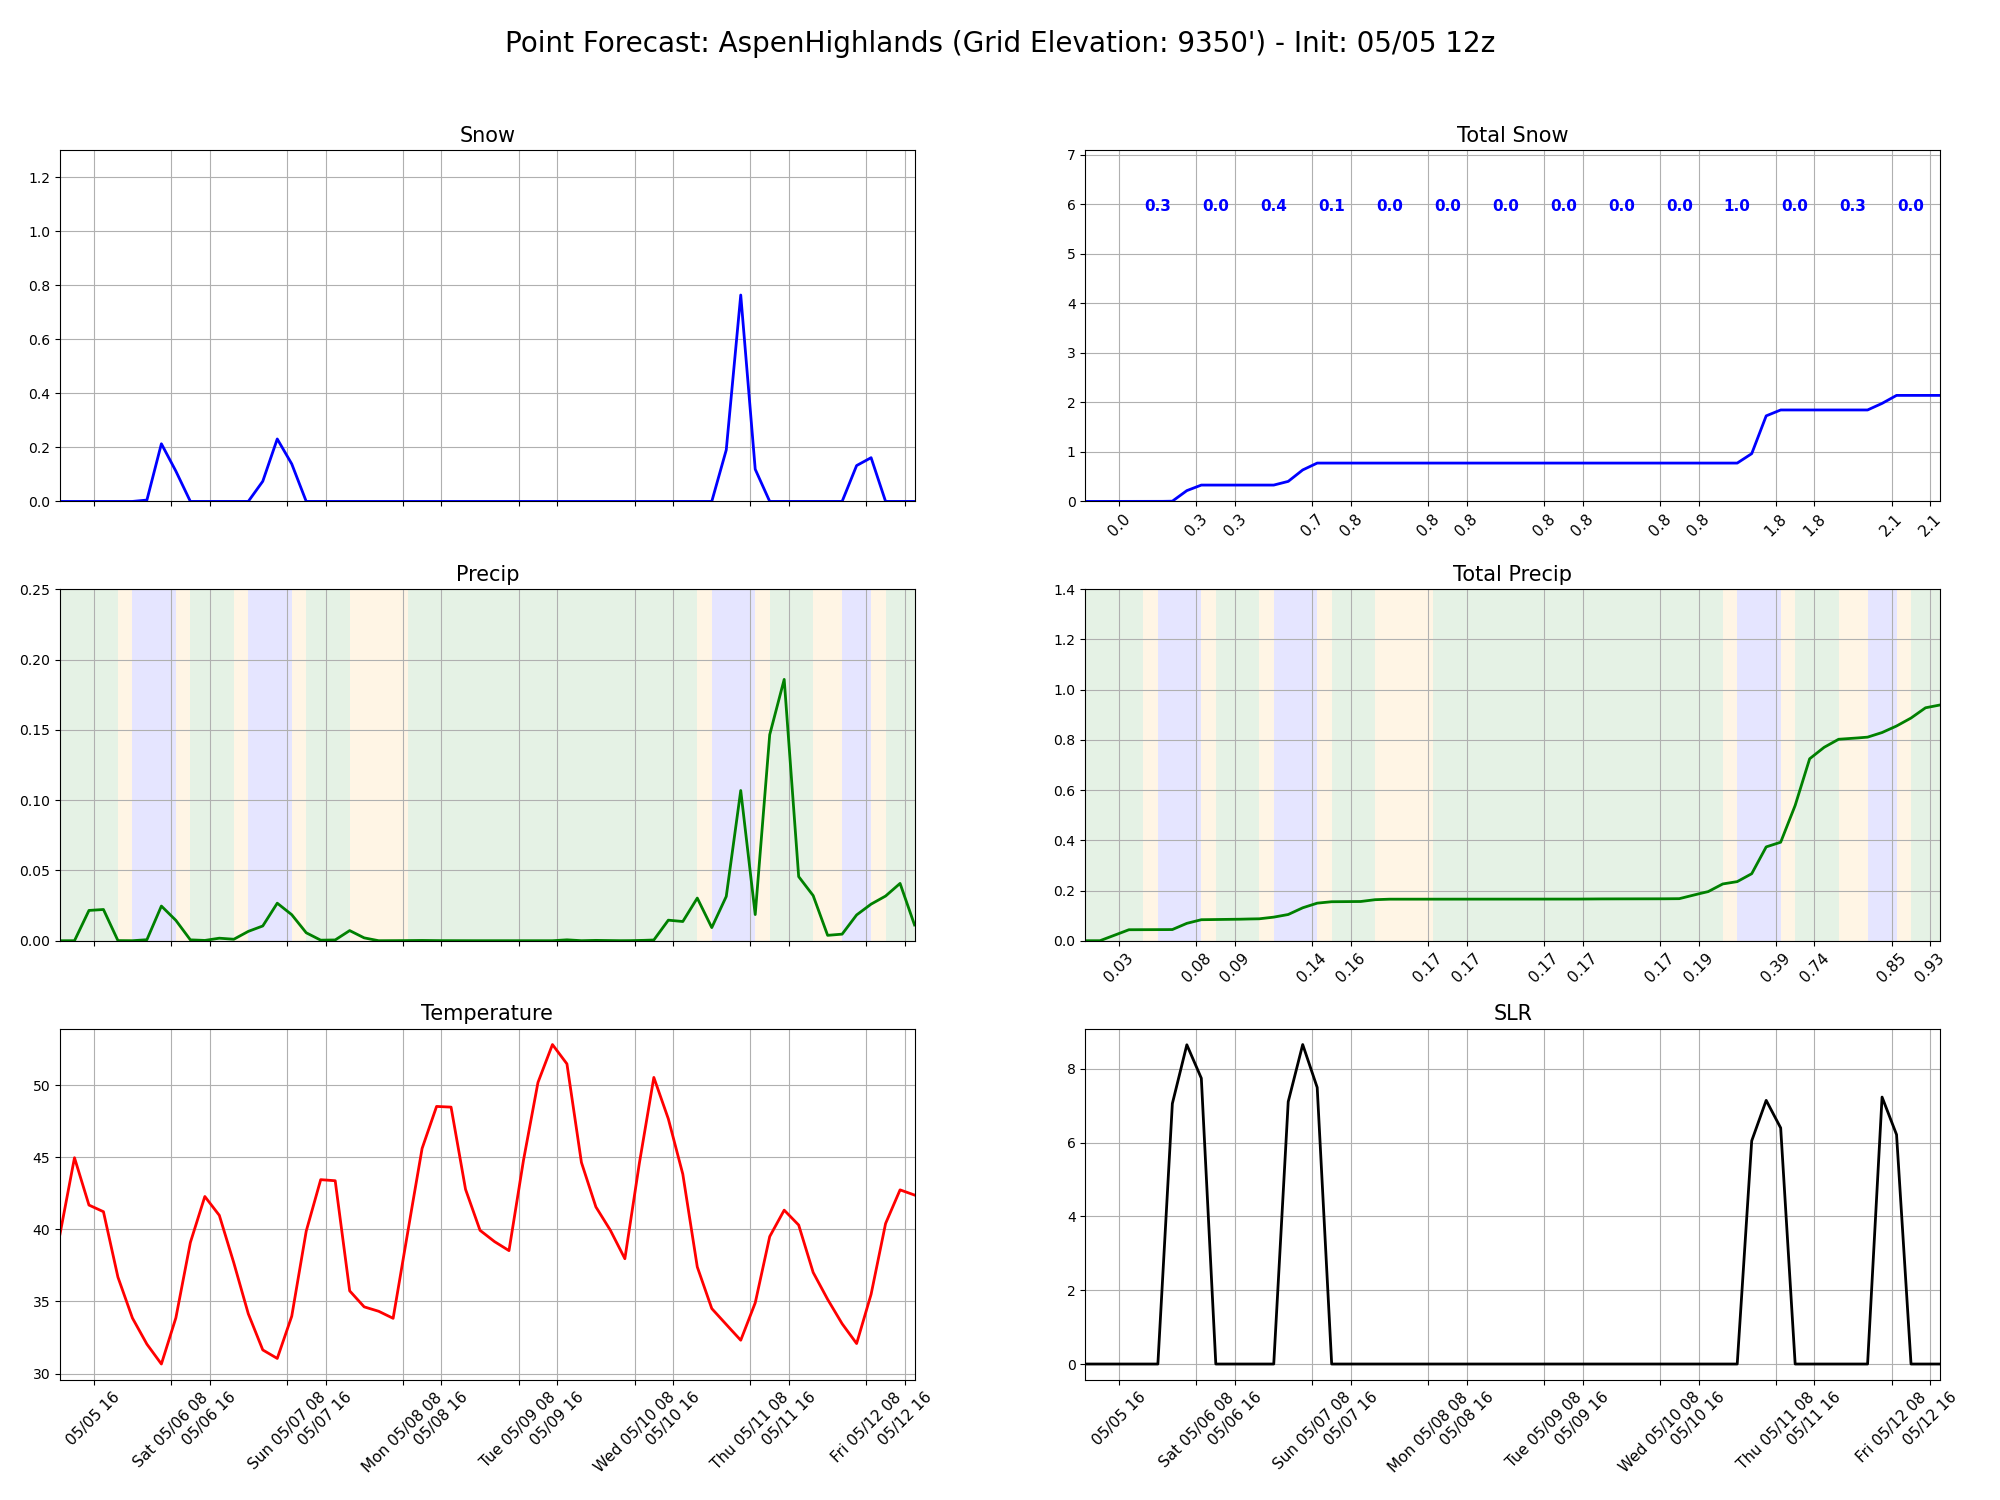 Point Forecast: AspenHighlands (Grid Elevation: 9350') - Init: 05/05 12z
Snow
1.2
1.0
0.8
0.6
0.4
0.2
0.0
Total Snow
7
6
5
4
3
2
1
0
0.3 0.0 0.4 0.1 0.0 0.0 0.0 0.0 0.0 0.0 1.0 0.0 0.3 0.0
0.0 0.3 0.3 0.7 0.8 0.8 0.8 0.8 0.8 0.8 0.8 1.8 1.8 2.1 2.1
Precip
0.25
0.20
0.15
0.10
0.05
0.00
Total Precip
1.4
1.2
1.0
0.8
0.6
0.4
0.2
0.0
0.03 0.08 0.09 0.14 0.16 0.17 0.17 0.17 0.17 0.17 0.19 0.39 0.74 0.85 0.93
Temperature
50
45
40
35
30
05/05 16
Sat 05/06 08
05/06 16
Sun 05/07 08
05/07 16
Mon 05/08 08
05/08 16
Tue 05/09 08
05/09 16
Wed 05/10 08
05/10 16
Thu 05/11 08
05/11 16
Fri 05/12 08
05/12 16
SLR
8
6
4
2
0
05/05 16
Sat 05/06 08
05/06 16
Sun 05/07 08
05/07 16
Mon 05/08 08
05/08 16
Tue 05/09 08
05/09 16
Wed 05/10 08
05/10 16
Thu 05/11 08
05/11 16
Fri 05/12 08
05/12 16